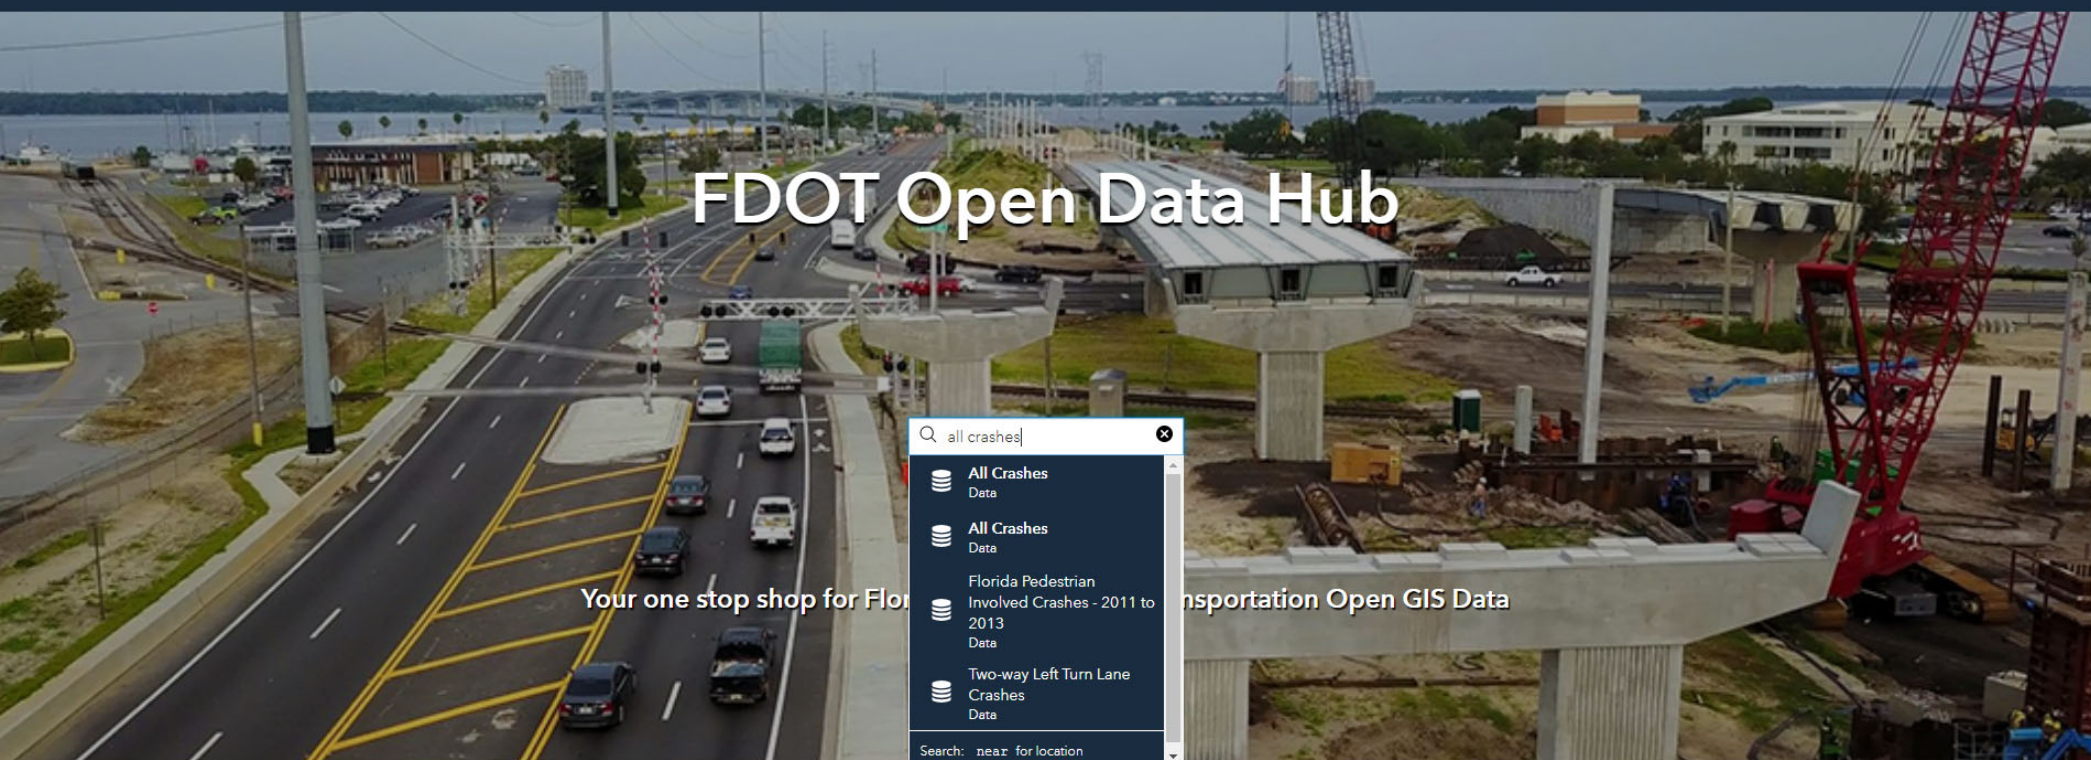 FDOT Open Data Hub
all crashes
All Crashes
Data
All Crashes
Data
Florida Pedestrian
Involved Crashes - 2011 to
2013
Data
Two-way Left Turn Lane
Crashes
Data
Search: near for location
Your one stop shop for Flor
nsportation Open GIS Data